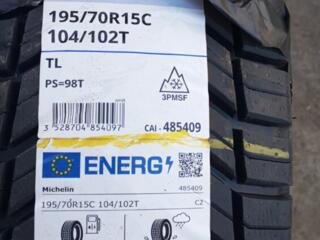 195/70R15C
104/102T
TL
PS=98T
3PMSF
3 528704 854097
CAI - 485409
ENERG
Michelin
485409
195/70R15C 104/102T
CZ